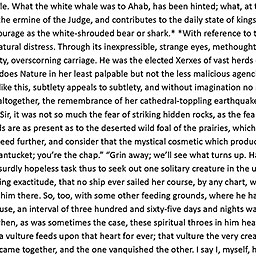 le. What the white whale was to Ahab, has been hinted; what, at t
the ermine of the Judge, and contributes to the daily state of kings
ourage as the white-shrouded bear or shark.* *With reference to t
atural distress. Through its inexpressible, strange eyes, methought
ty, overscorning carriage. He was the elected Xerxes of vast herds
does Nature in her least palpable but not the less malicious agenc
like this, subtlety appeals to subtlety, and without imagination no
altogether, the remembrance of her cathedral-toppling earthquake
Sir, it was not so much the fear of striking hidden rocks, as the fea
ds are as present as to the deserted wild foal of the prairies, which
eed further, and consider that the mystical cosmetic which produc
antucket; you're the chap.” “Grin away; we'll see what turns up. Ha
surdly hopeless task thus to seek out one solitary creature in the u
ing exactitude, that no ship ever sailed her course, by any chart, w
him there. So, too, with some other feeding grounds, where he ha
use, an interval of three hundred and sixty-five days and nights wa
hen, as was sometimes the case, these spiritual throes in him hea
a vulture feeds upon that heart for ever; that vulture the very crea
came together, and the one vanquished the other. I say I, myself, h